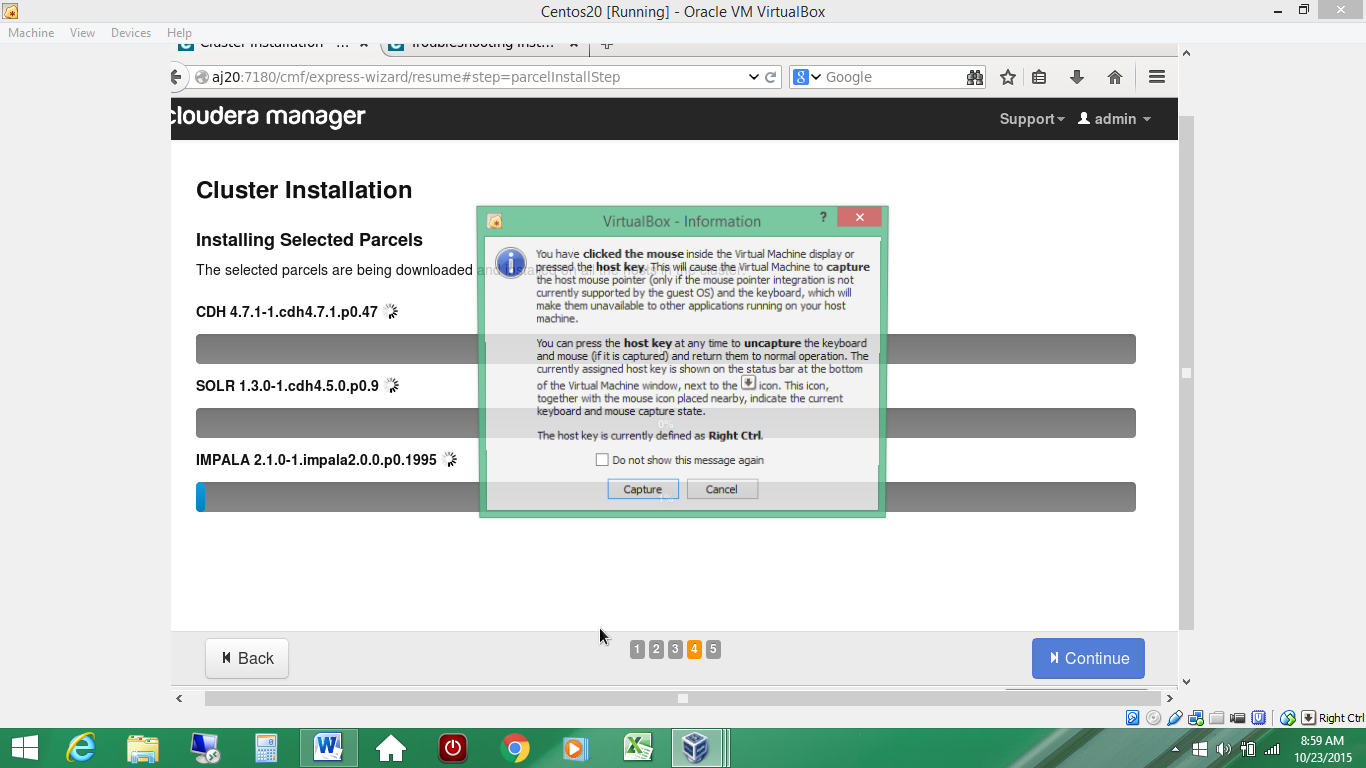 Centos20 [Running] - Oracle VM VirtualBox
Machine View Devices Help
Cluster Installation - ...
Troubleshooting Inst...
aj20:7180/cmf/express-wizard/resume#step=parcelInstallStep
Google
cloudera manager
Support
admin
Cluster Installation
Installing Selected Parcels
The selected parcels are being downloaded and installed on all the
CDH 4.7.1-1.cdh4.7.1.p0.47
SOLR 1.3.0-1.cdh4.5.0.p0.9
0%
IMPALA 2.1.0-1.impala2.0.0.p0.1995
1%
VirtualBox - Information
?
You have clicked the mouse inside the Virtual Machine display or
pressed the host key. This will cause the Virtual Machine to capture
the host mouse pointer (only if the mouse pointer integration is not
currently supported by the guest OS) and the keyboard, which will
make them unavailable to other applications running on your host
machine.
You can press the host key at any time to uncapture the keyboard
and mouse (if it is captured) and return them to normal operation. The
currently assigned host key is shown on the status bar at the bottom
of the Virtual Machine window, next to the icon. This icon,
together with the mouse icon placed nearby, indicate the current
keyboard and mouse capture state.
The host key is currently defined as Right Ctrl.
Do not show this message again
Capture Cancel
Back
1 2 3 4 5
Continue
Right Ctrl
8:59 AM
10/23/2015